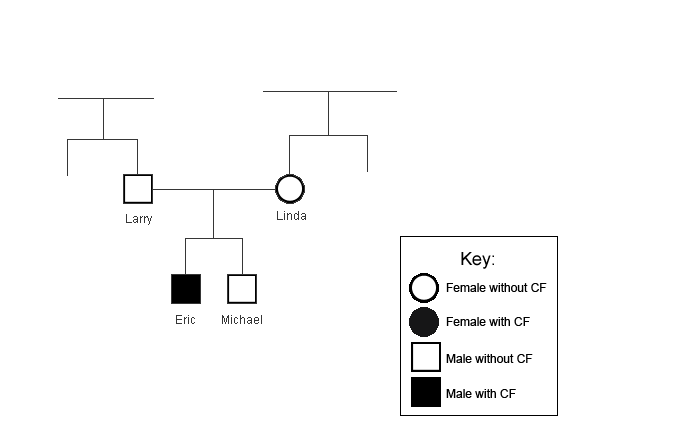 Larry
Linda
Eric
Michael
Key:
Female without CF
Female with CF
Male without CF
Male with CF